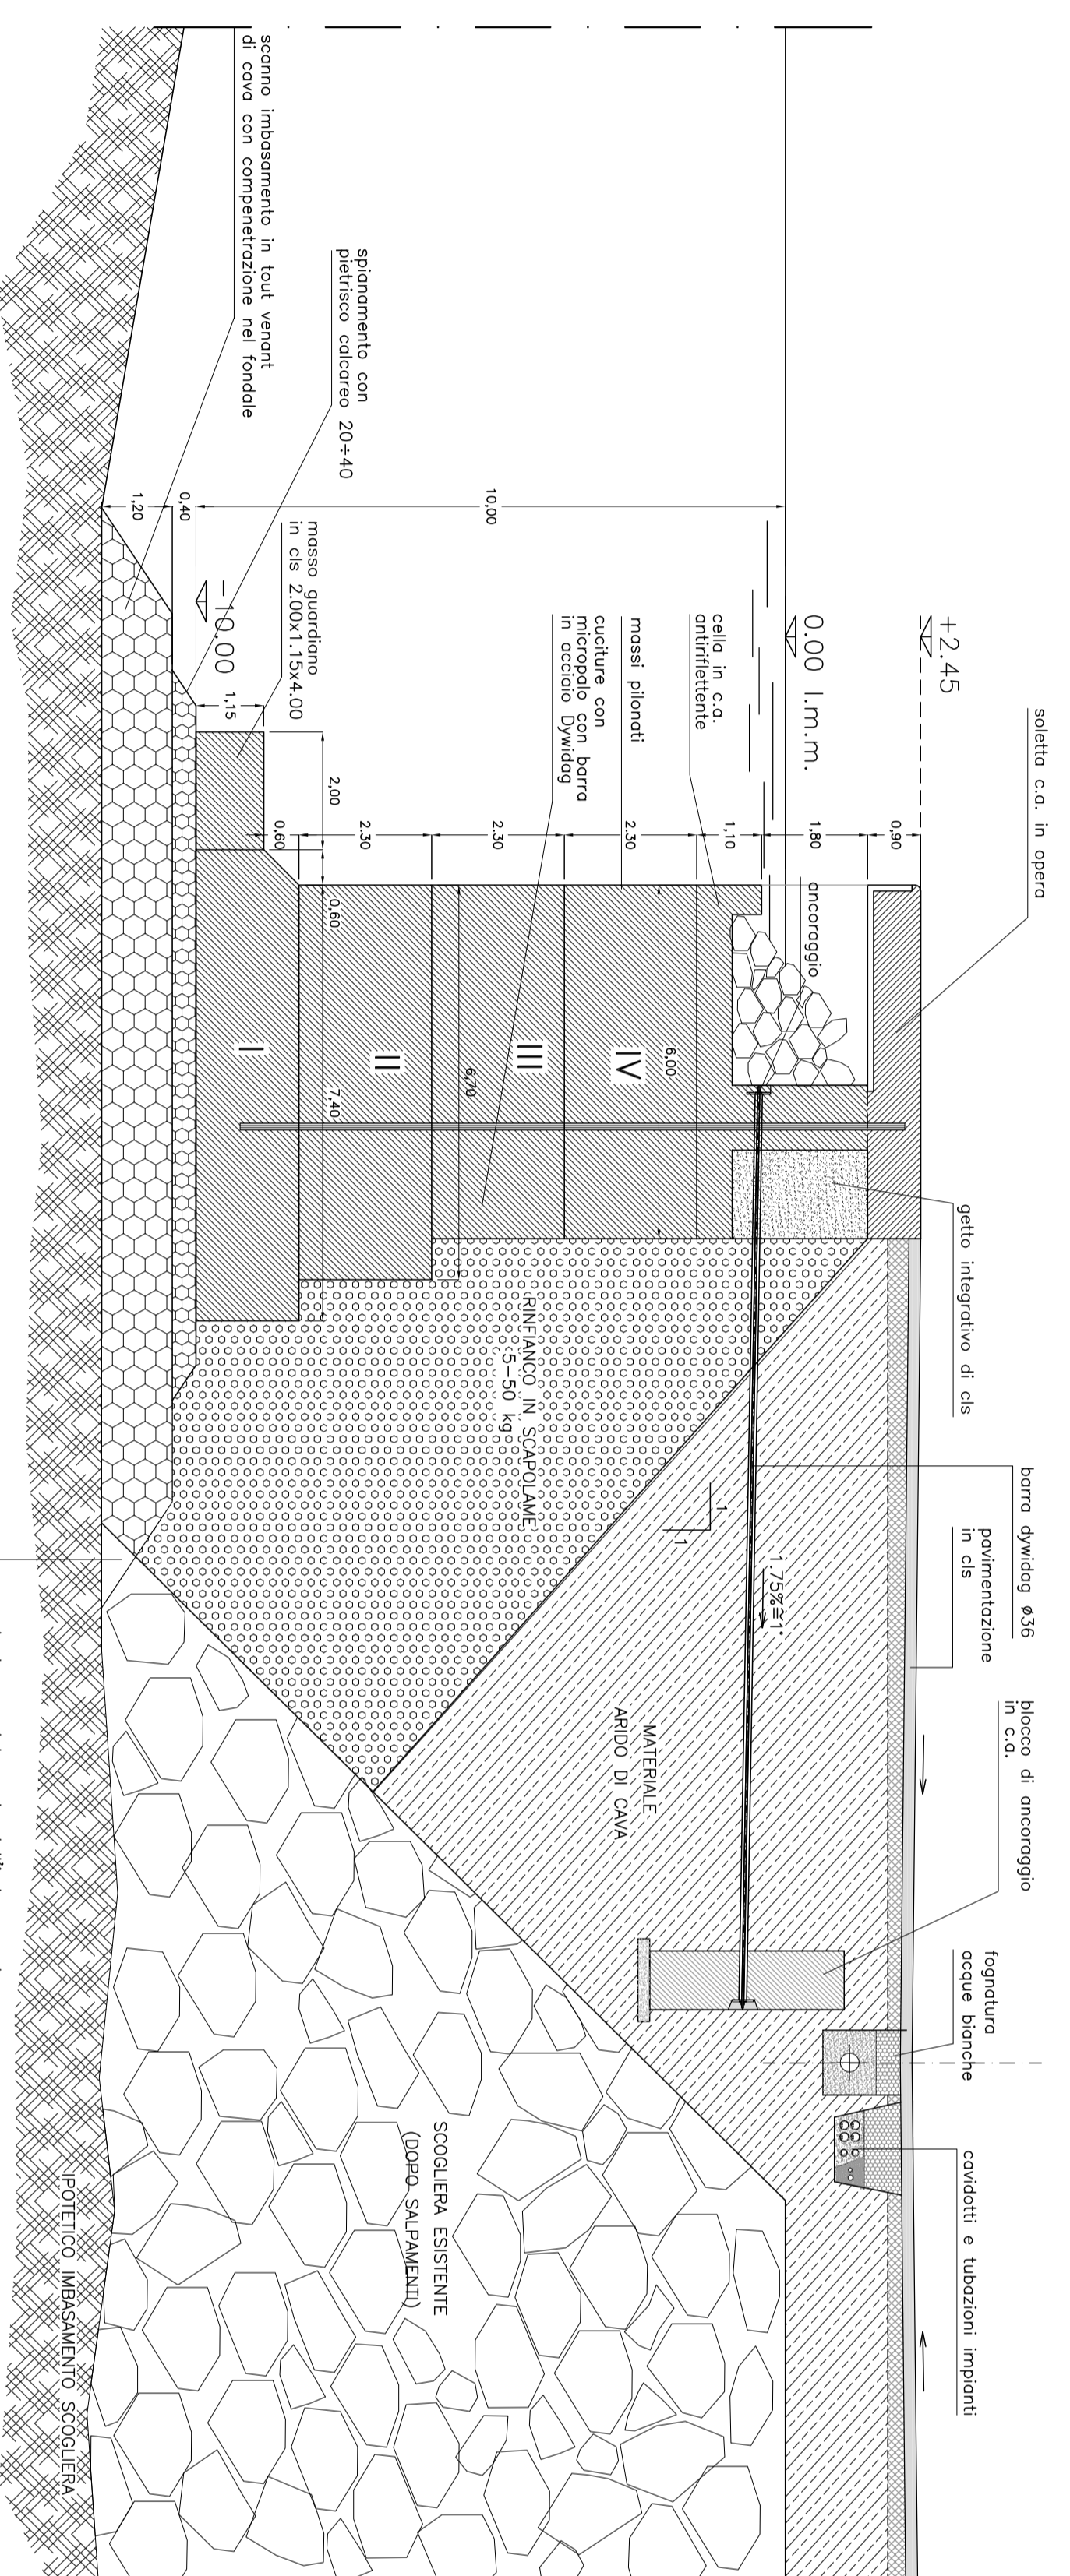 soletta c.a. in opera
+2.45
0.00 l.m.m.
cella in c.a.
antiriflettente
massi pilonati
cuciture con
micropalo con barra
in acciaio Dywidag
masso guardiano
in cls 2.00x1.15x4.00
-10.00
spianamento con
pietrisco calcareo 20÷40
scanno imbasamento in tout venant
di cava con compenetrazione nel fondale
10,00
0,40
1,20
1,15
2,00
0,60
0,90
1,80
1,10
2.30
2.30
2.30
0,60
ancoraggio
6,00
6,70
7,40
IV
III
II
I
getto integrativo di cls
barra dywidag ø36
pavimentazione
in cls
blocco di ancoraggio
in c.a.
fognatura
acque bianche
cavidotti e tubazioni impianti
RINFIANCO IN SCAPOLAME
5-50 kg
1
1
1.75%≅1°
MATERIALE
ARIDO DI CAVA
SCOGLIERA ESISTENTE
(DOPO SALPAMENTI)
IPOTETICO IMBASAMENTO SCOGLIERA